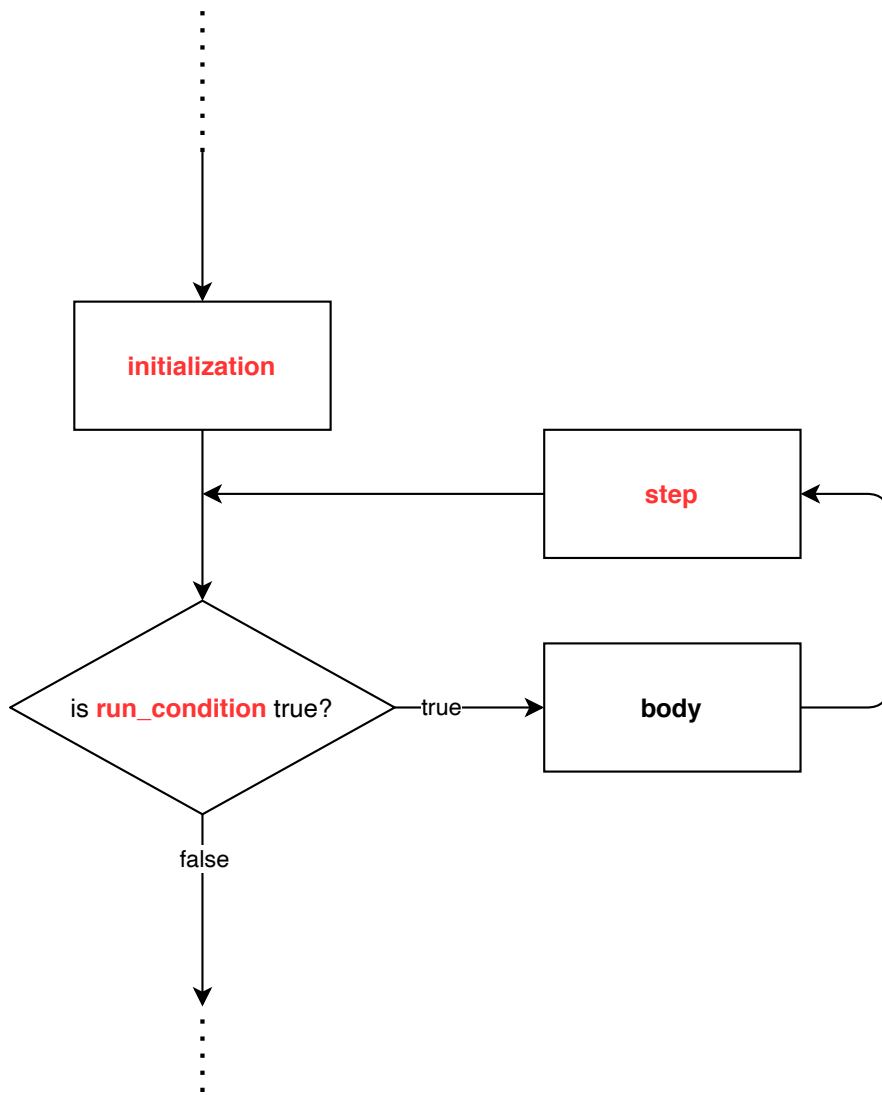 initialization
step
is run_condition true?
true
body
false